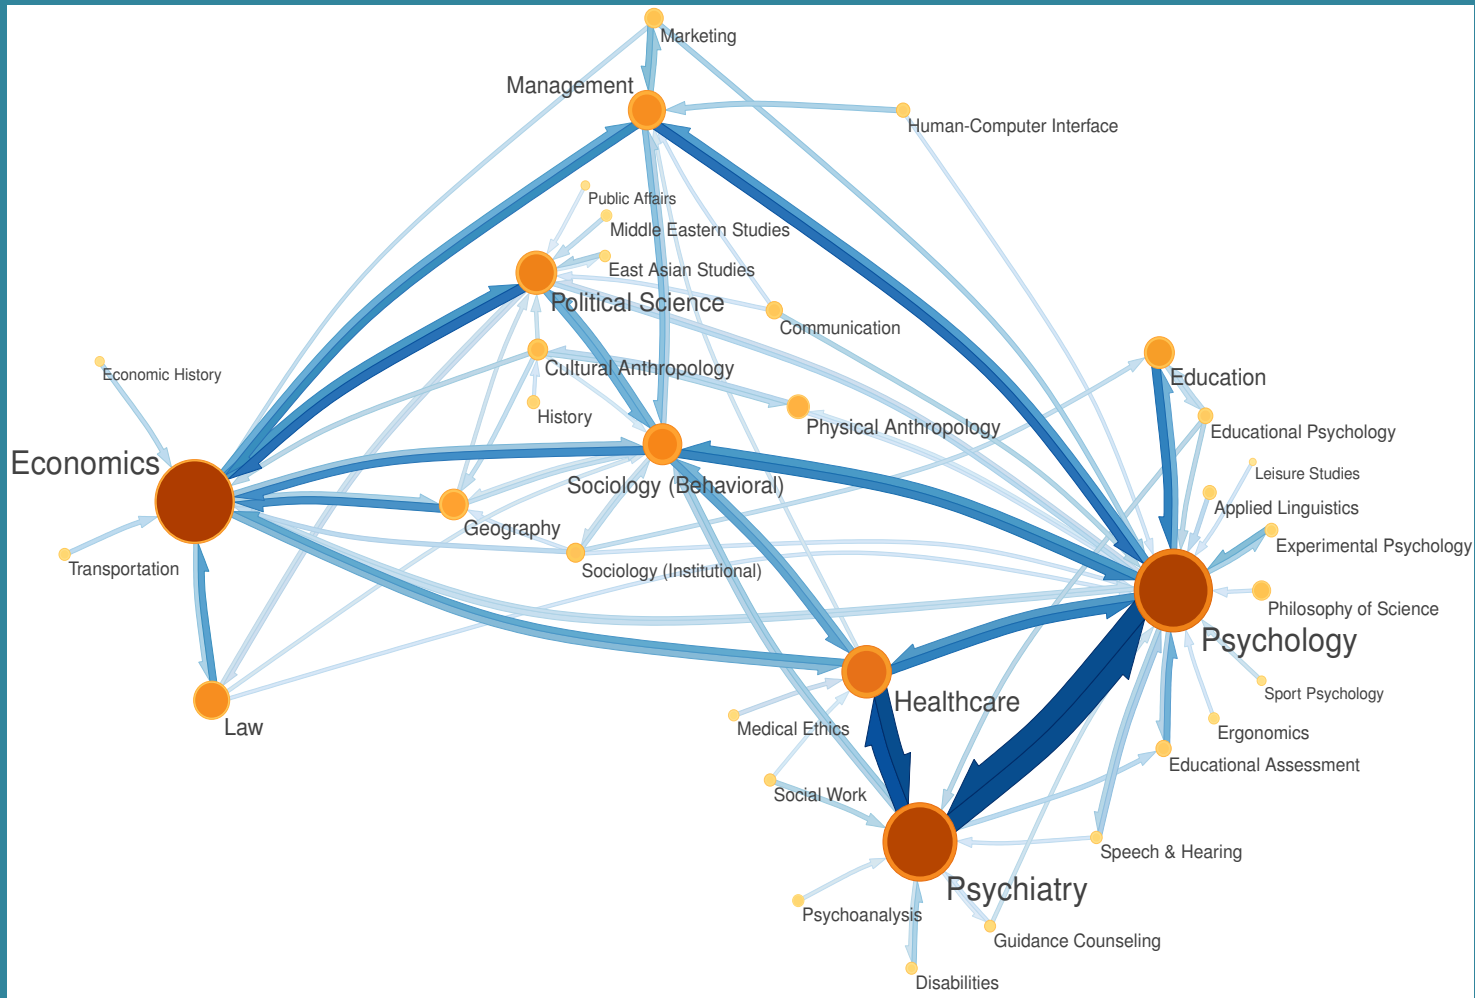 Marketing
Management
Human-Computer Interface
Public Affairs
Middle Eastern Studies
East Asian Studies
Political Science
Communication
Cultural Anthropology
Economic History
Education
History
Physical Anthropology
Educational Psychology
Economics
Leisure Studies
Sociology (Behavioral)
Applied Linguistics
Geography
Experimental Psychology
Transportation
Sociology (Institutional)
Philosophy of Science
Psychology
Sport Psychology
Healthcare
Law
Medical Ethics
Ergonomics
Educational Assessment
Social Work
Speech & Hearing
Psychiatry
Psychoanalysis
Guidance Counseling
Disabilities